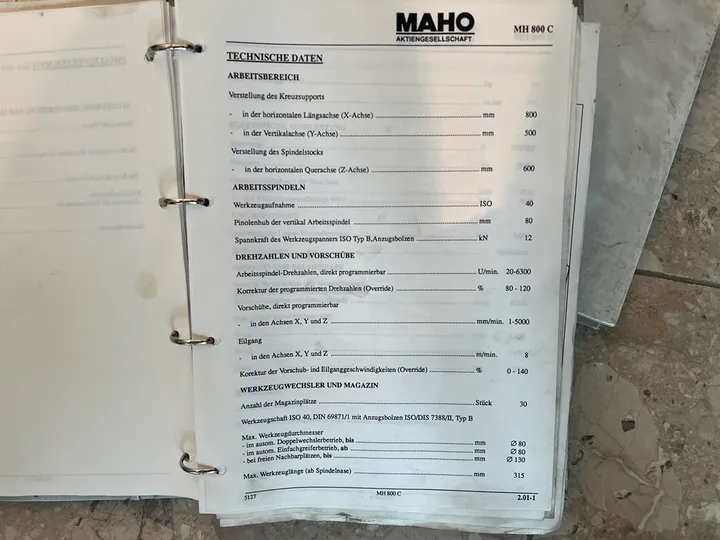 MAHO
AKTIENGESELLSCHAFT
MH 800 C
TECHNISCHE DATEN
ARBEITSBEREICH
Verstellung des Kreuzsupports
- in der horizontalen Längsachse (X-Achse) mm 800
- in der Vertikalachse (Y-Achse) mm 500
Verstellung des Spindelstocks
- in der horizontalen Querachse (Z-Achse) mm 600
ARBEITSSPINDELN
Werkzeugaufnahme ISO 40
Pinolenhub der vertikal Arbeitsspindel mm 80
Spannkraft des Werkzeugspanners ISO Typ B,Anzugsbolzen kN 12
DREHZAHLEN UND VORSCHÜBE
Arbeitsspindel-Drehzahlen, direkt programmierbar U/min. 20-6300
Korrektur der programmierten Drehzahlen (Override) % 80 - 120
Vorschübe, direkt programmierbar
- in den Achsen X, Y und Z mm/min. 1-5000
Eilgang
- in den Achsen X, Y und Z m/min. 8
Korektur der Vorschub- ind Eilganggeschwindigkeiten (Override) % 0 - 140
WERKZEUGWECHSLER UND MAGAZIN
Anzahl der Magazinplätze Stück 30
Werkzeugschaft ISO 40, DIN 69871/1 mit Anzugsbolzen ISO/DIS 7388/II, Typ B
Max. Werkzeugdurchmesser
- im autom. Doppelwechslerbetrieb, bis mm Ø 80
- im autom. Einfachgreiferbetrieb, ab mm Ø 80
- bei freien Nachbarplätzen, bis mm Ø 130
Max. Werkzeuglänge (ab Spindelnase) mm 315
5127 MH 800 C 2.01-1